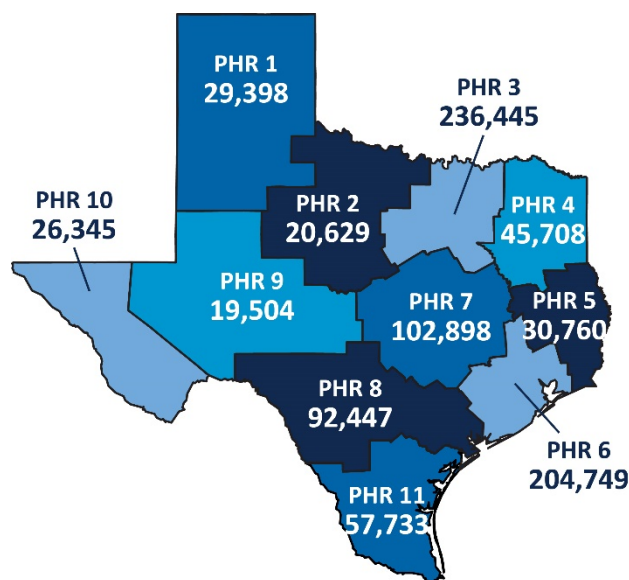 PHR 1
29,398
PHR 3
236,445
PHR 10
26,345
PHR 2
20,629
PHR 4
45,708
PHR 9
19,504
PHR 7
102,898
PHR 5
30,760
PHR 8
92,447
PHR 6
204,749
PHR 11
57,733